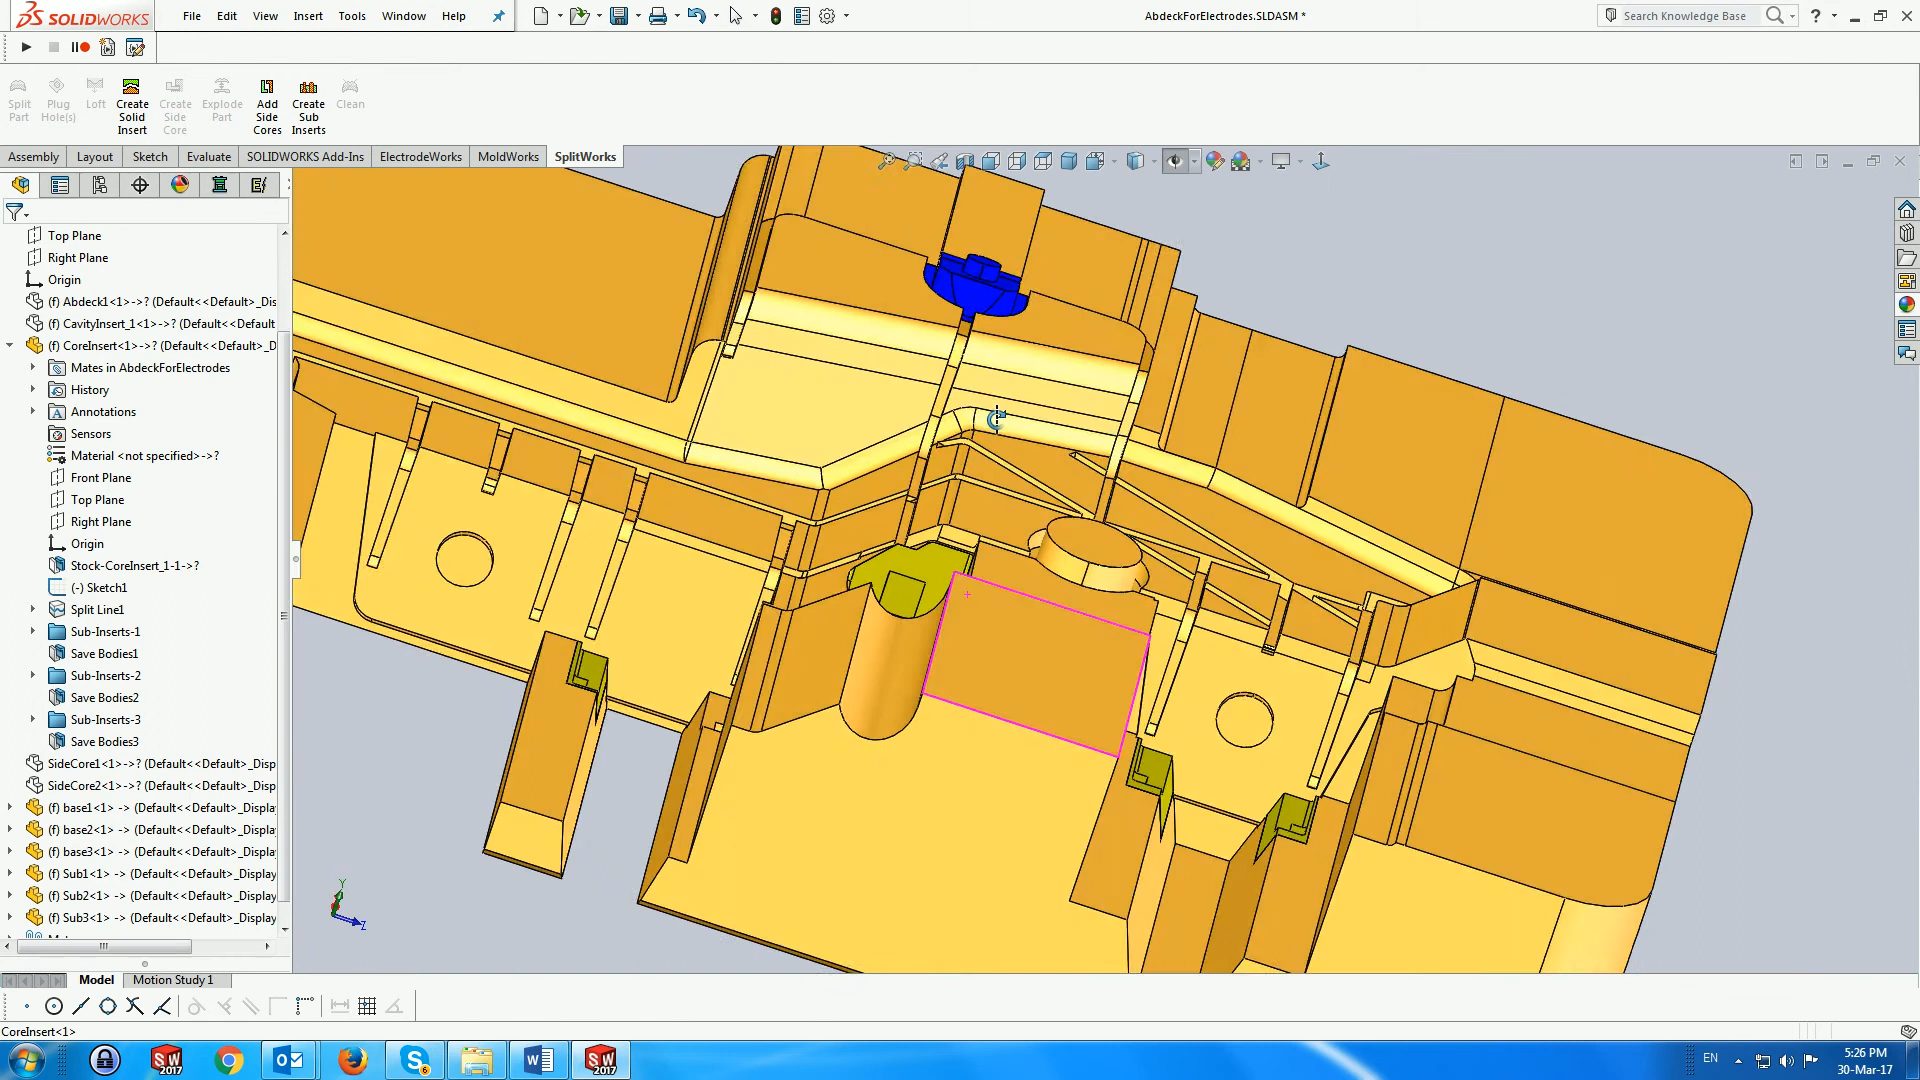 SOLIDWORKS
File Edit View Insert Tools Window Help
AbdeckForElectrodes.SLDASM *
Search Knowledge Base
Split Part
Plug Hole(s)
Loft
Create Solid Insert
Create Side Core
Explode Part
Add Side Cores
Create Sub Inserts
Clean
Assembly Layout Sketch Evaluate SOLIDWORKS Add-Ins ElectrodeWorks MoldWorks SplitWorks
Top Plane
Right Plane
Origin
(f) Abdeck1<1>->? (Default<<Default>_Dis
(f) CavityInsert_1<1>->? (Default<<Default
(f) CoreInsert<1>->? (Default<<Default>_D
Mates in AbdeckForElectrodes
History
Annotations
Sensors
Material <not specified>->?
Front Plane
Top Plane
Right Plane
Origin
Stock-CoreInsert_1-1->?
(-) Sketch1
Split Line1
Sub-Inserts-1
Save Bodies1
Sub-Inserts-2
Save Bodies2
Sub-Inserts-3
Save Bodies3
SideCore1<1>->? (Default<<Default>_Disp
SideCore2<1>->? (Default<<Default>_Disp
(f) base1<1> -> (Default<<Default>_Displa
(f) base2<1> -> (Default<<Default>_Displa
(f) base3<1> -> (Default<<Default>_Displa
(f) Sub1<1> -> (Default<<Default>_Display
(f) Sub2<1> -> (Default<<Default>_Display
(f) Sub3<1> -> (Default<<Default>_Display
Y
Z
Model Motion Study 1
CoreInsert<1>
SW 2017
SW 2017
EN
5:26 PM
30-Mar-17